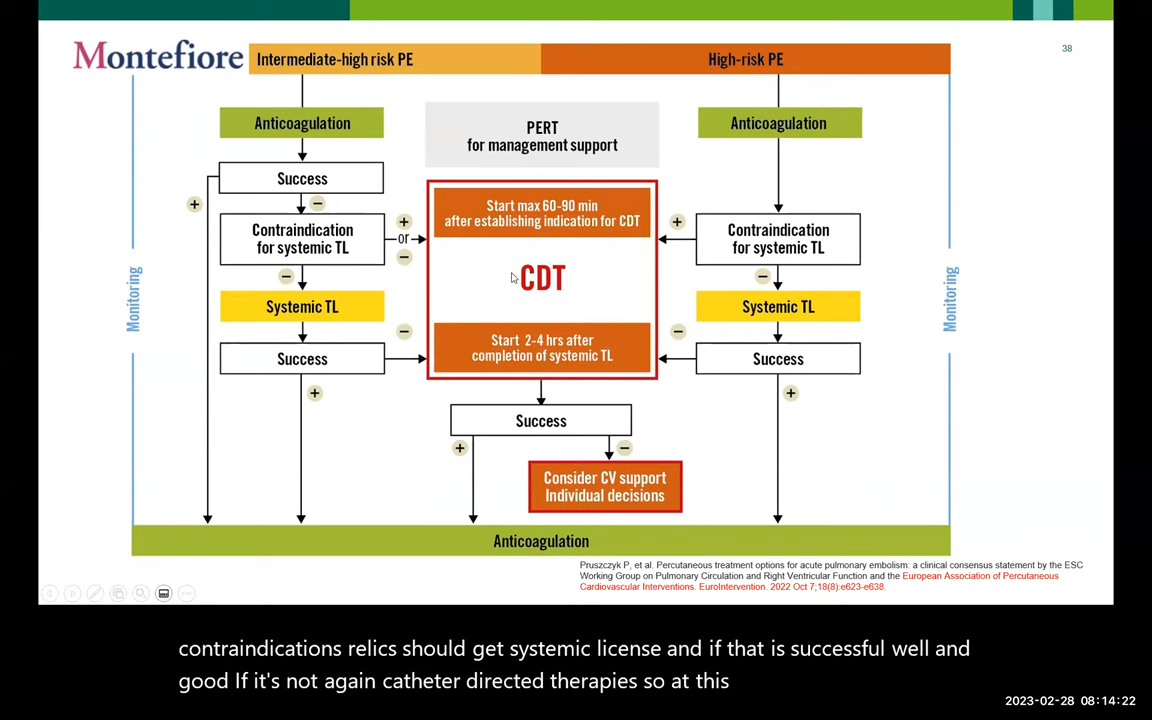 Montefiore
Intermediate-high risk PE
High-risk PE
38
Anticoagulation
PERT
for management support
Anticoagulation
Success
+
−
Start max 60-90 min
after establishing indication for CDT
Contraindication
for systemic TL
+
or
−
+
Contraindication
for systemic TL
Monitoring
CDT
Monitoring
−
−
Systemic TL
Systemic TL
−
−
Success
Start 2-4 hrs after
completion of systemic TL
Success
+
+
Success
+
−
Consider CV support
Individual decisions
Anticoagulation
Pruszczyk P, et al. Percutaneous treatment options for acute pulmonary embolism: a clinical consensus statement by the ESC
Working Group on Pulmonary Circulation and Right Ventricular Function and the European Association of Percutaneous
Cardiovascular Interventions. EuroIntervention. 2022 Oct 7;18(8):e623-e638.
contraindications relics should get systemic license and if that is successful well and
good If it's not again catheter directed therapies so at this
2023-02-28 08:14:22